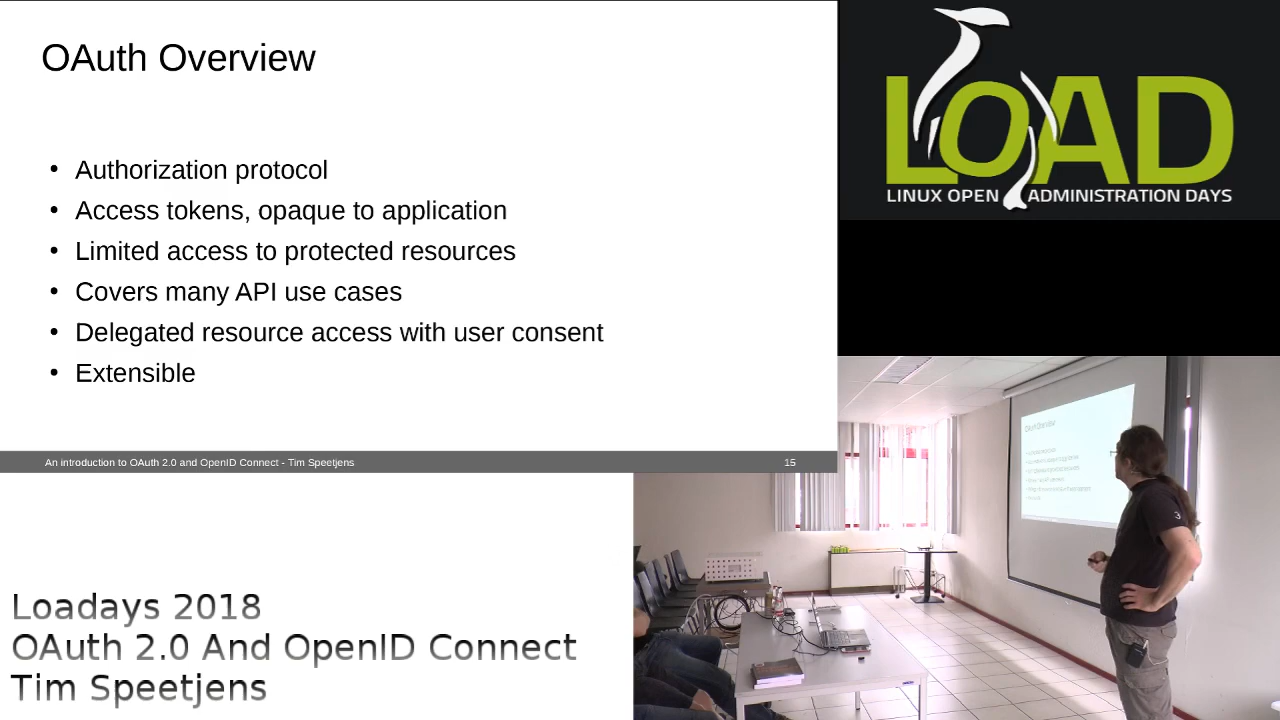 OAuth Overview
• Authorization protocol
• Access tokens, opaque to application
• Limited access to protected resources
• Covers many API use cases
• Delegated resource access with user consent
• Extensible
An introduction to OAuth 2.0 and OpenID Connect - Tim Speetjens 15
LOAD
LINUX OPEN ADMINISTRATION DAYS
OAuth Overview
Loadays 2018
OAuth 2.0 And OpenID Connect
Tim Speetjens